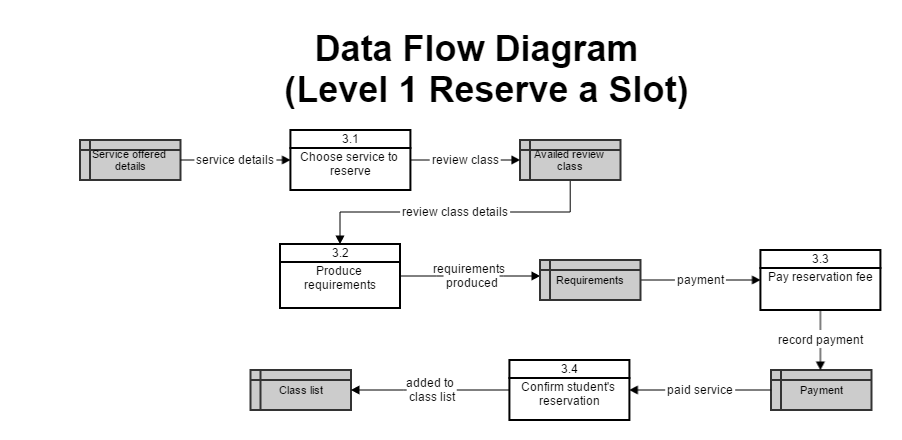 Data Flow Diagram
(Level 1 Reserve a Slot)
3.1
Service offered
details
service details
Choose service to
reserve
review class
Availed review
class
review class details
3.2
Produce
requirements
requirements
produced
Requirements
payment
3.3
Pay reservation fee
record payment
Class list
added to
class list
3.4
Confirm student's
reservation
paid service
Payment